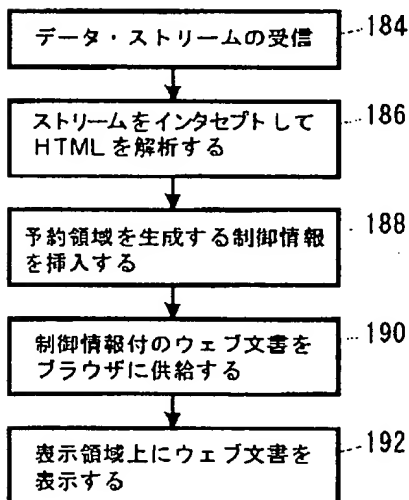 データ・ストリームの受信
184
ストリームをインタセプトして
HTMLを解析する
186
予約領域を生成する制御情報
を挿入する
188
制御情報付のウェブ文書を
ブラウザに供給する
190
表示領域上にウェブ文書を
表示する
192